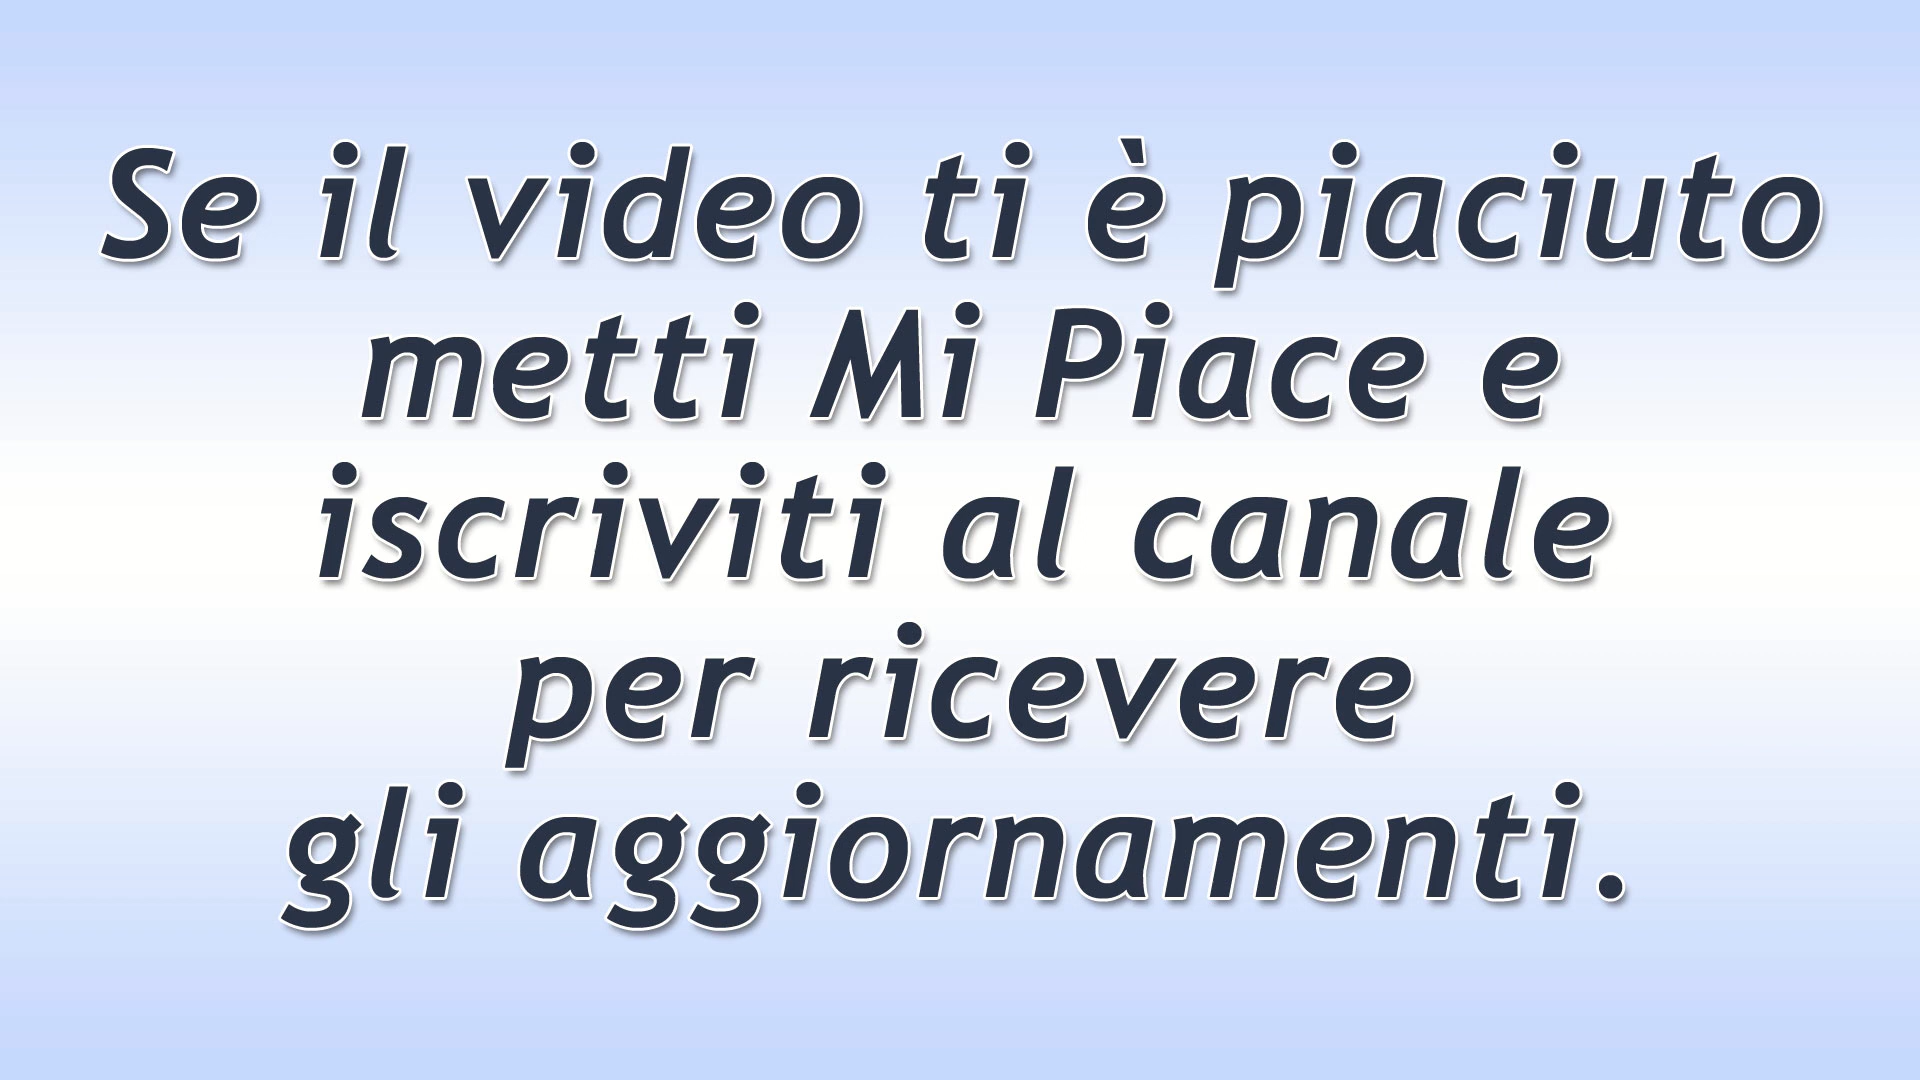 Se il video ti è piaciuto
metti Mi Piace e
iscriviti al canale
per ricevere
gli aggiornamenti.